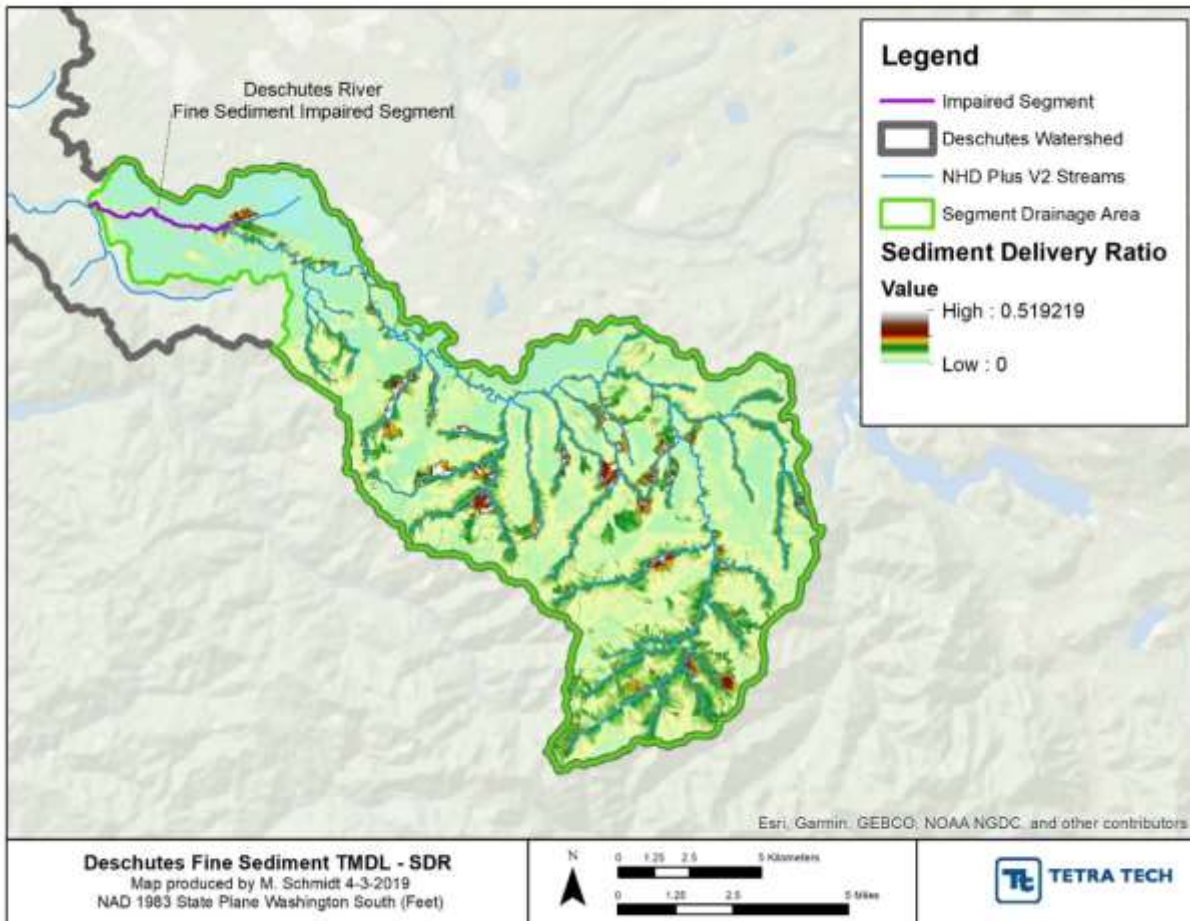 Deschutes River
Fine Sediment Impaired Segment
Legend
Impaired Segment
Deschutes Watershed
NHD Plus V2 Streams
Segment Drainage Area
Sediment Delivery Ratio
Value
High : 0.519219
Low : 0
Esri, Garmin, GEBCO, NOAA NGDC, and other contributors
Deschutes Fine Sediment TMDL - SDR
Map produced by M. Schmidt 4-3-2019
NAD 1983 State Plane Washington South (Feet)
N
0 1.25 2.5 5 Kilometers
0 1.25 2.5 5 Miles
Tt TETRA TECH